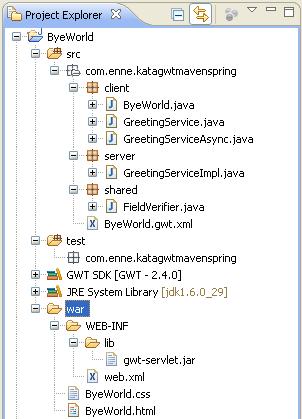 Project Explorer
ByeWorld
src
com.enne.katagwtmavenspring
client
ByeWorld.java
GreetingService.java
GreetingServiceAsync.java
server
GreetingServiceImpl.java
shared
FieldVerifier.java
ByeWorld.gwt.xml
test
com.enne.katagwtmavenspring
GWT SDK [GWT - 2.4.0]
JRE System Library [jdk1.6.0_29]
war
WEB-INF
lib
gwt-servlet.jar
web.xml
ByeWorld.css
ByeWorld.html